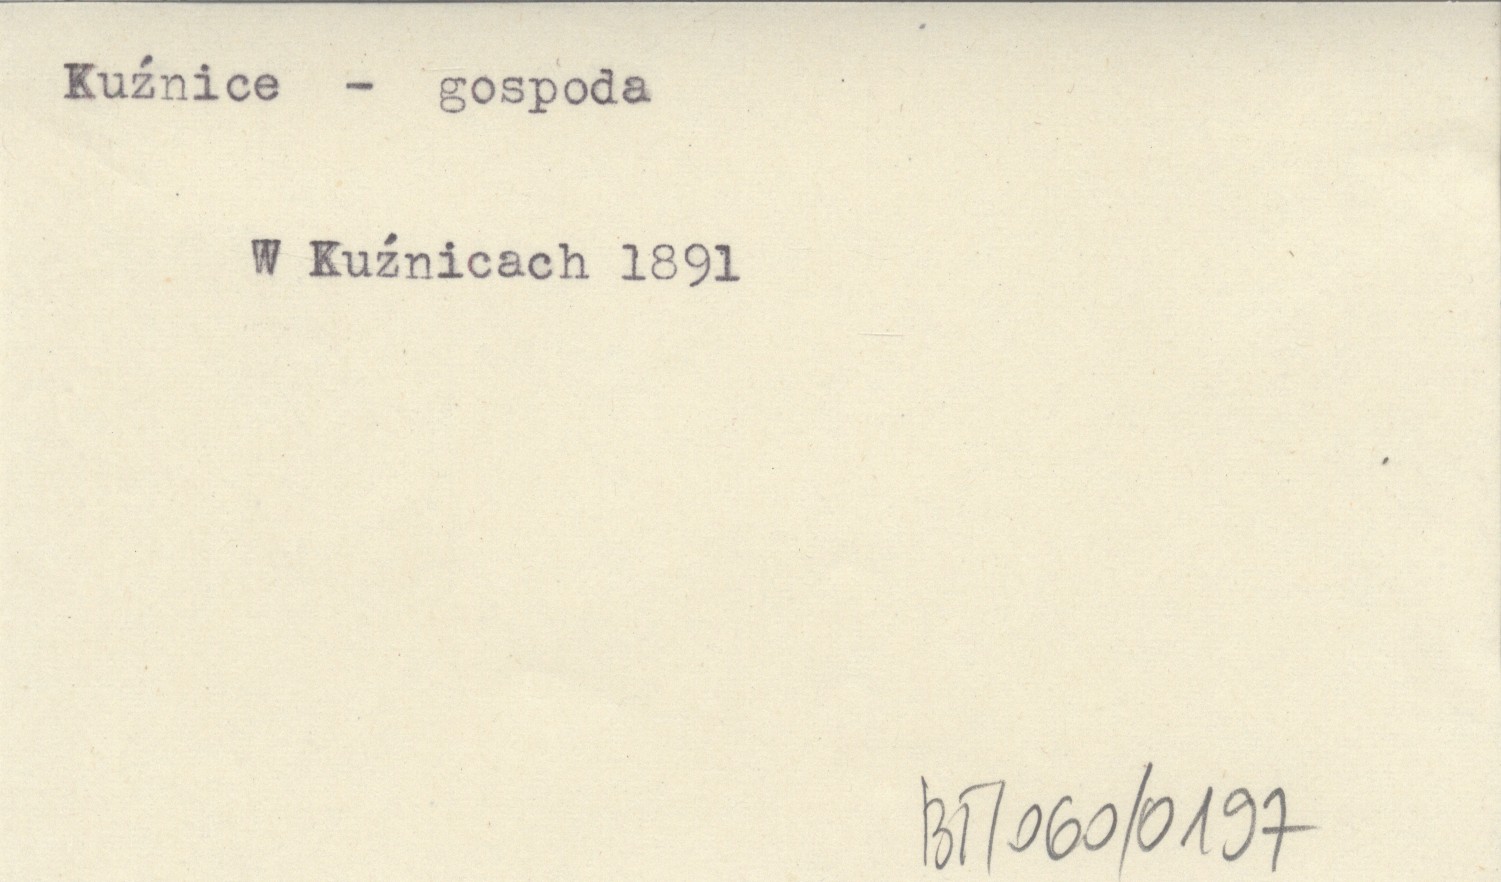 Kuźnice - gospoda
W Kuźnicach 1891
BT/060/0197